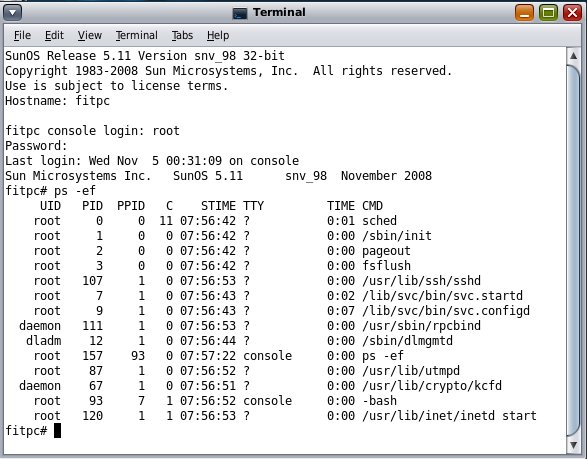 Terminal
File Edit View Terminal Tabs Help
SunOS Release 5.11 Version snv_98 32-bit
Copyright 1983-2008 Sun Microsystems, Inc.  All rights reserved.
Use is subject to license terms.
Hostname: fitpc

fitpc console login: root
Password:
Last login: Wed Nov  5 00:31:09 on console
Sun Microsystems Inc.   SunOS 5.11      snv_98  November 2008
fitpc# ps -ef
     UID   PID  PPID   C    STIME TTY         TIME CMD
    root     0     0  11 07:56:42 ?           0:01 sched
    root     1     0   0 07:56:42 ?           0:00 /sbin/init
    root     2     0   0 07:56:42 ?           0:00 pageout
    root     3     0   0 07:56:42 ?           0:00 fsflush
    root   107     1   0 07:56:53 ?           0:00 /usr/lib/ssh/sshd
    root     7     1   0 07:56:43 ?           0:02 /lib/svc/bin/svc.startd
    root     9     1   0 07:56:43 ?           0:07 /lib/svc/bin/svc.configd
  daemon   111     1   0 07:56:53 ?           0:00 /usr/sbin/rpcbind
   dladm    12     1   0 07:56:44 ?           0:00 /sbin/dlmgmtd
    root   157    93   0 07:57:22 console     0:00 ps -ef
    root    87     1   0 07:56:52 ?           0:00 /usr/lib/utmpd
  daemon    67     1   0 07:56:51 ?           0:00 /usr/lib/crypto/kcfd
    root    93     7   1 07:56:52 console     0:00 -bash
    root   120     1   1 07:56:53 ?           0:00 /usr/lib/inet/inetd start
fitpc#